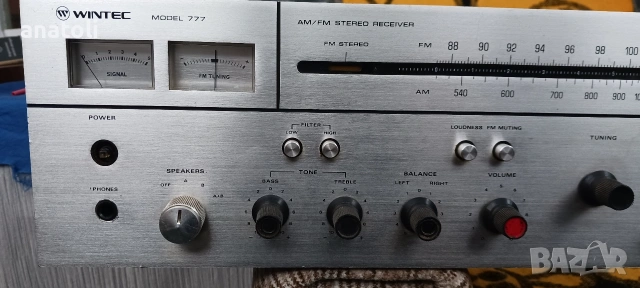 WINTEC MODEL 777
anatoli
AM/FM STEREO RECEIVER
FM STEREO
FM 88 90 92 94 96 98 100
AM 540 600 700 800 900
SIGNAL
FM TUNING
POWER
FILTER
LOW HIGH
LOUDNESS FM MUTING
TUNING
SPEAKERS
OFF A B A+B
TONE
BASS TREBLE
BALANCE
LEFT RIGHT
VOLUME
PHONES
BAZAR
bg